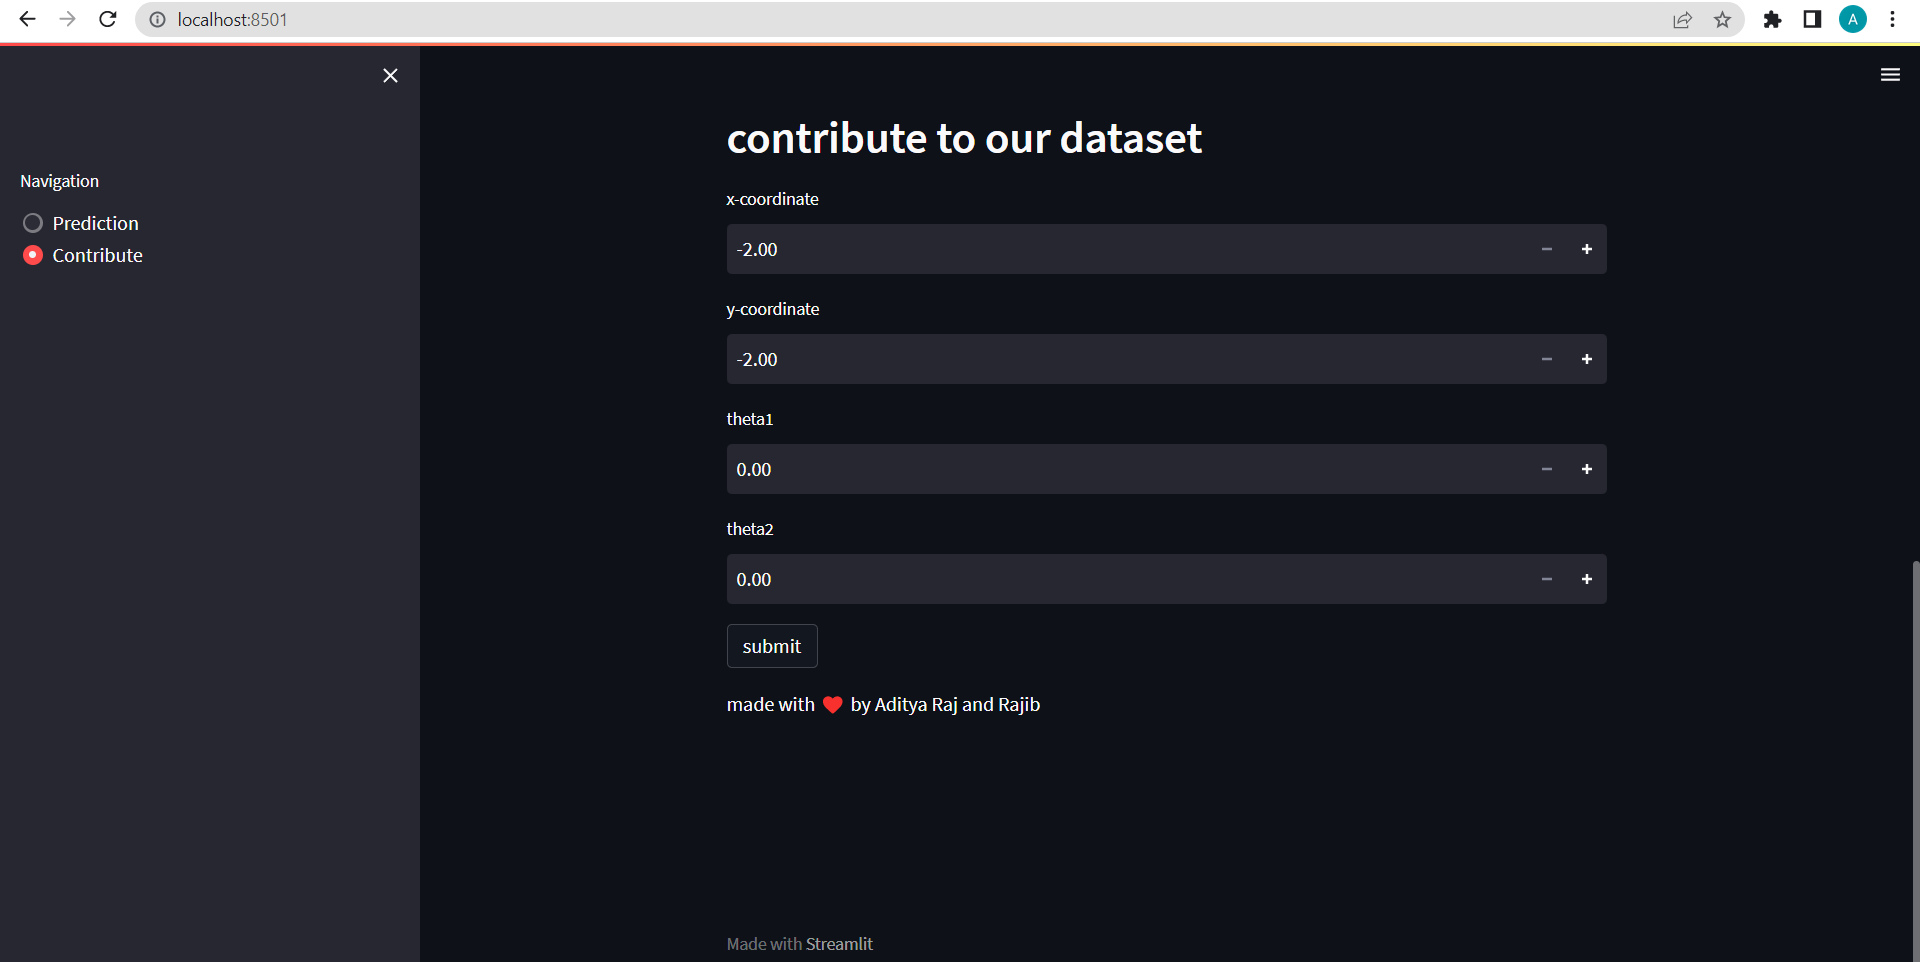 localhost:8501
A
Navigation
Prediction
Contribute
contribute to our dataset
x-coordinate
-2.00
y-coordinate
-2.00
theta1
0.00
theta2
0.00
submit
made with ❤ by Aditya Raj and Rajib
Made with Streamlit